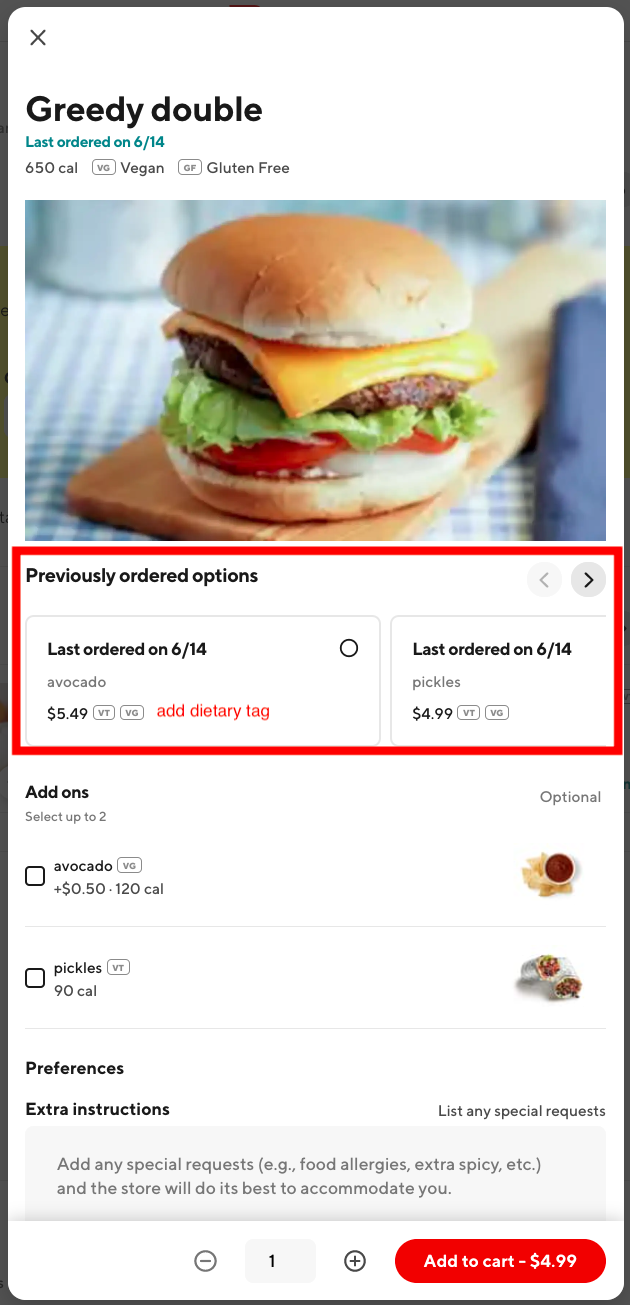 Greedy double
Last ordered on 6/14
650 cal VG Vegan GF Gluten Free
Previously ordered options
Last ordered on 6/14
avocado
$5.49 VT VG add dietary tag
Last ordered on 6/14
pickles
$4.99 VT VG
Add ons
Optional
Select up to 2
avocado VG
+$0.50 · 120 cal
pickles VT
90 cal
Preferences
Extra instructions
List any special requests
Add any special requests (e.g., food allergies, extra spicy, etc.)
and the store will do its best to accommodate you.
1
Add to cart - $4.99